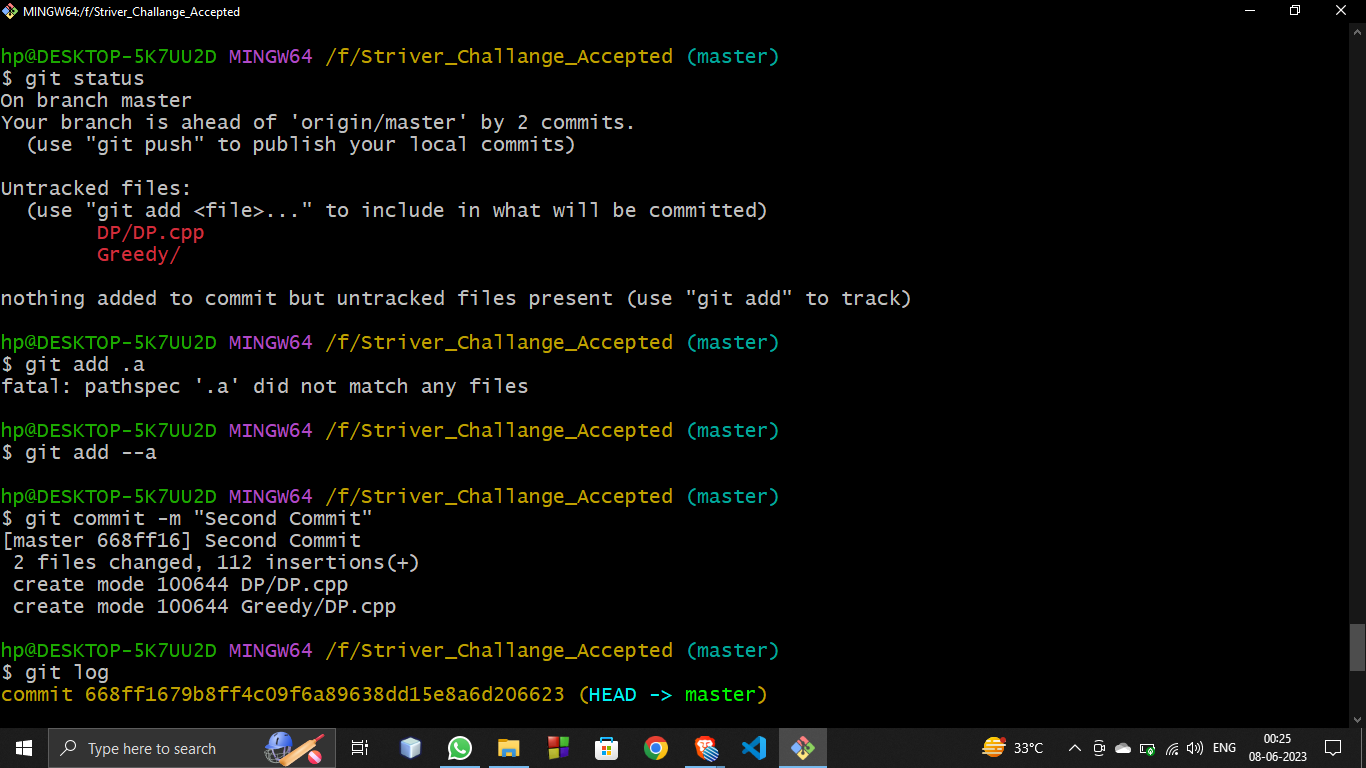 MINGW64:/f/Striver_Challange_Accepted
hp@DESKTOP-5K7UU2D MINGW64 /f/Striver_Challange_Accepted (master)
$ git status
On branch master
Your branch is ahead of 'origin/master' by 2 commits.
  (use "git push" to publish your local commits)
Untracked files:
  (use "git add <file>..." to include in what will be committed)
        DP/DP.cpp
        Greedy/
nothing added to commit but untracked files present (use "git add" to track)
hp@DESKTOP-5K7UU2D MINGW64 /f/Striver_Challange_Accepted (master)
$ git add .a
fatal: pathspec '.a' did not match any files
hp@DESKTOP-5K7UU2D MINGW64 /f/Striver_Challange_Accepted (master)
$ git add --a
hp@DESKTOP-5K7UU2D MINGW64 /f/Striver_Challange_Accepted (master)
$ git commit -m "Second Commit"
[master 668ff16] Second Commit
 2 files changed, 112 insertions(+)
 create mode 100644 DP/DP.cpp
 create mode 100644 Greedy/DP.cpp
hp@DESKTOP-5K7UU2D MINGW64 /f/Striver_Challange_Accepted (master)
$ git log
commit 668ff1679b8ff4c09f6a89638dd15e8a6d206623 (HEAD -> master)
Type here to search
33°C
ENG
00:25
08-06-2023